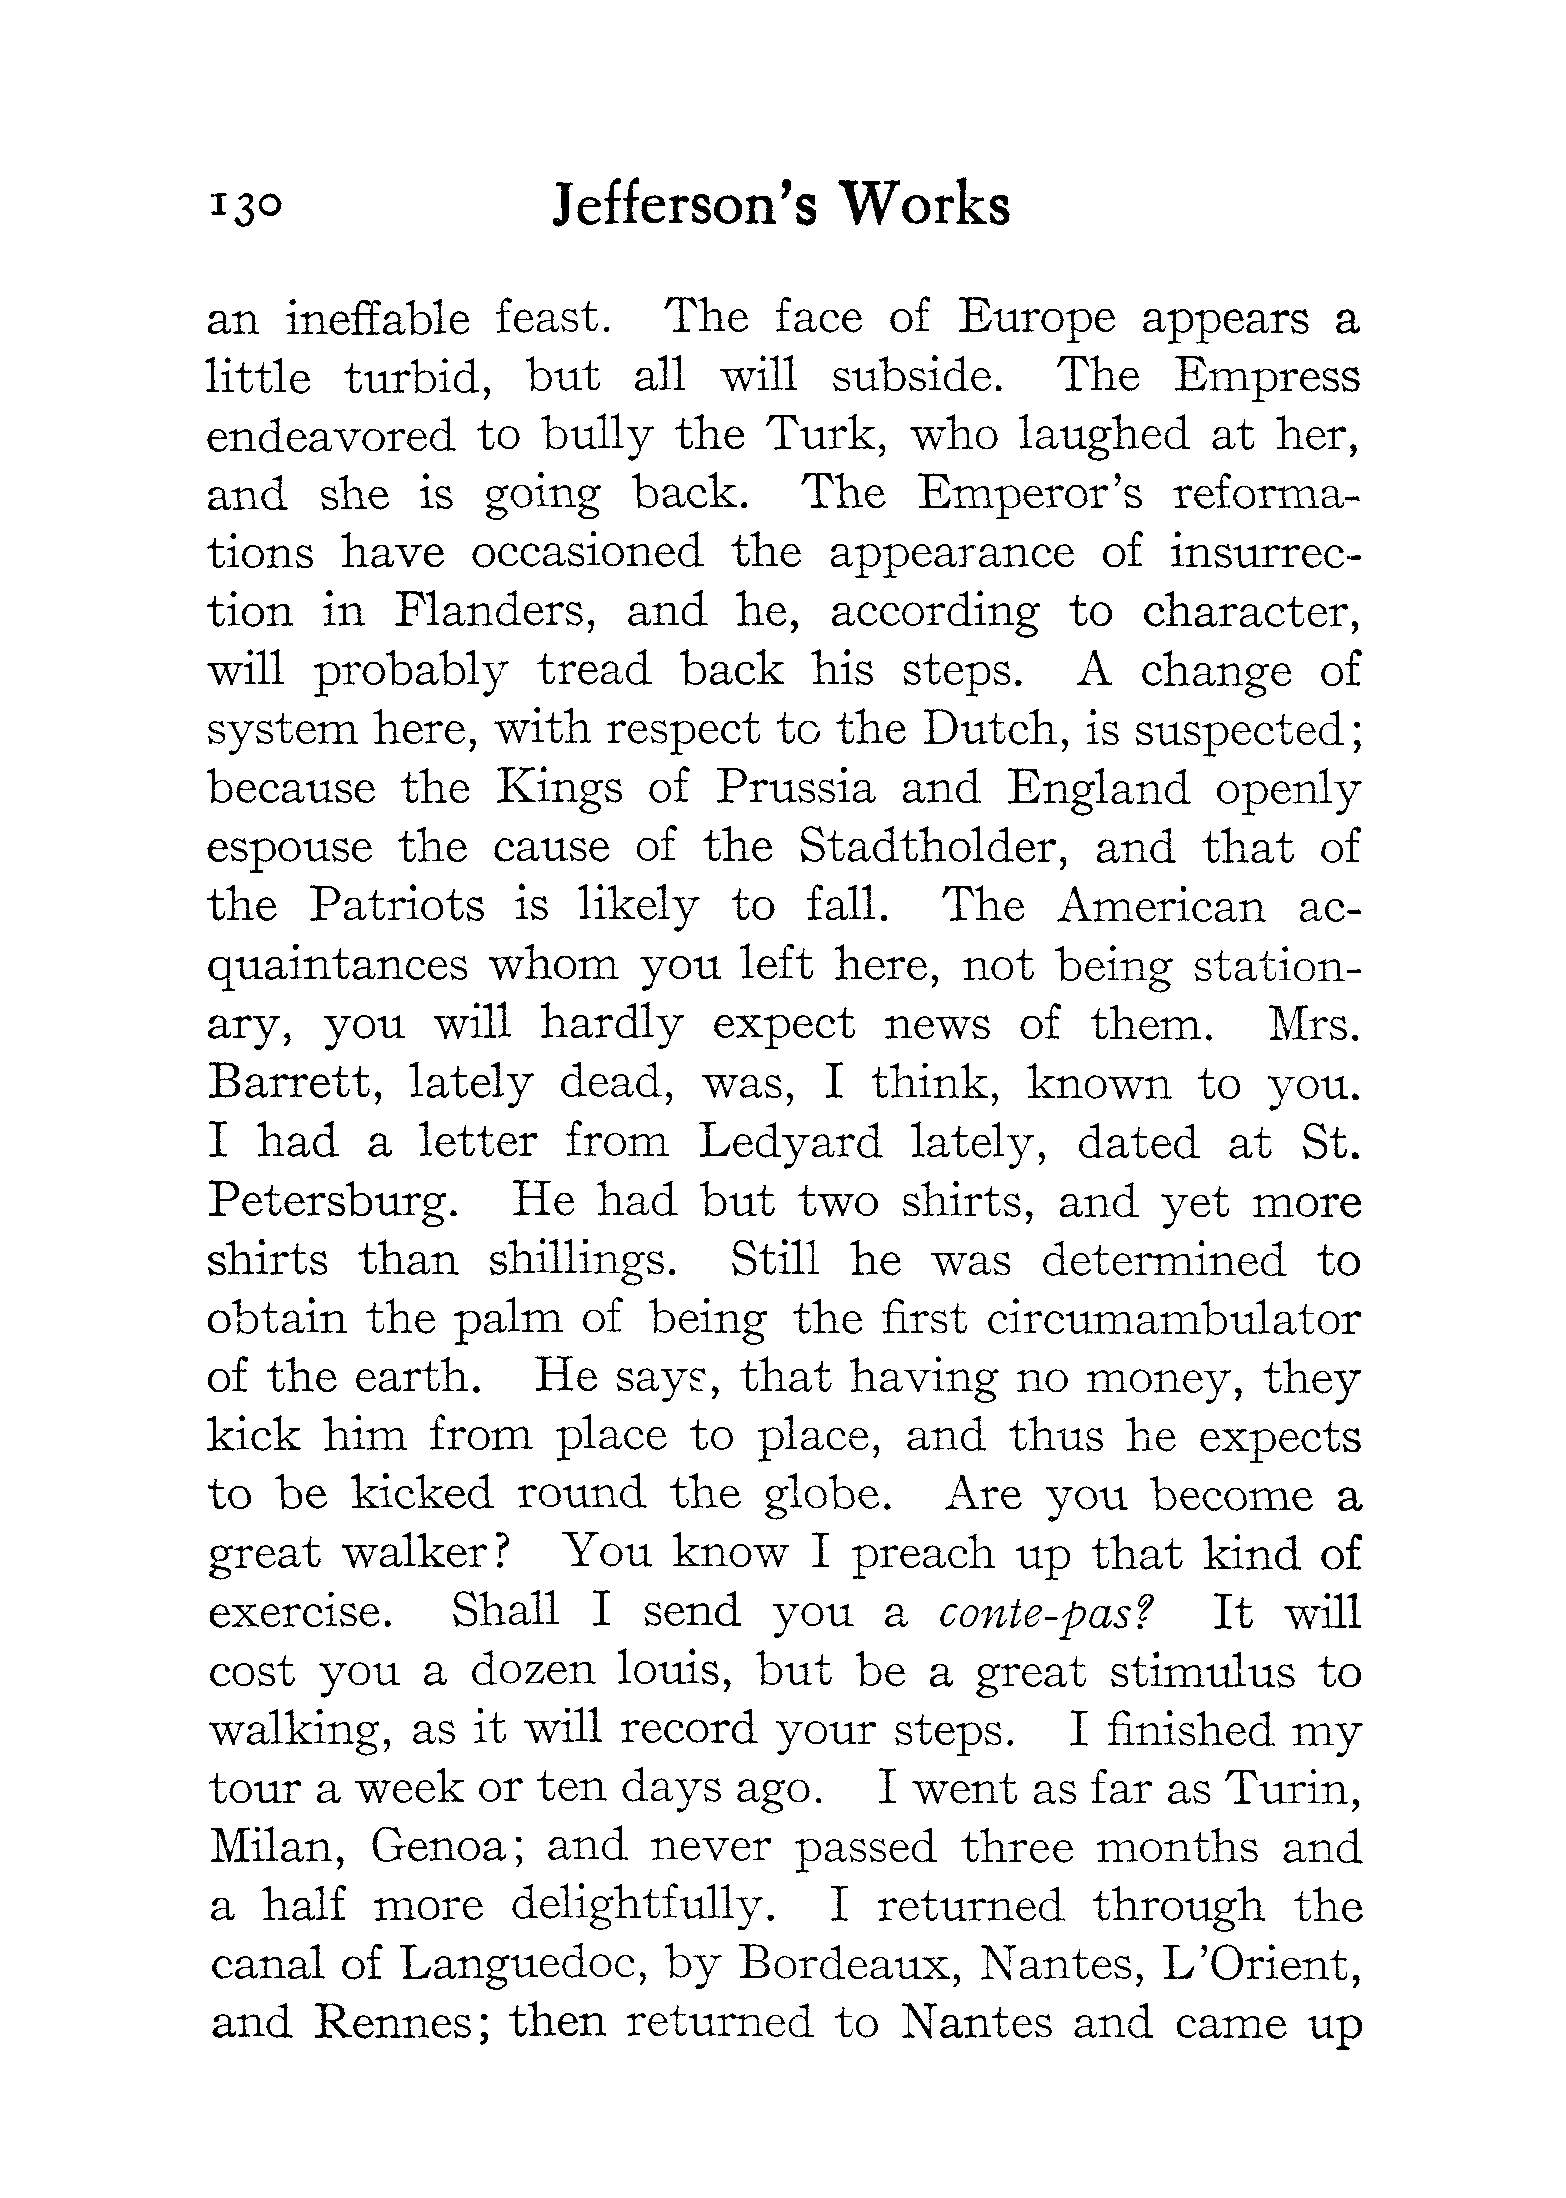 130 Jefferson's Works
an ineffable feast. The face of Europe appears a
little turbid, but all will subside. The Empress
endeavored to bully the Turk, who laughed at her,
and she is going back. The Emperor's reforma-
tions have occasioned the appearance of insurrec-
tion in Flanders, and he, according to character,
will probably tread back his steps. A change of
system here, with respect to the Dutch, is suspected;
because the Kings of Prussia and England openly
espouse the cause of the Stadtholder, and that of
the Patriots is likely to fall. The American ac-
quaintances whom you left here, not being station-
ary, you will hardly expect news of them. Mrs.
Barrett, lately dead, was, I think, known to you.
I had a letter from Ledyard lately, dated at St.
Petersburg. He had but two shirts, and yet more
shirts than shillings. Still he was determined to
obtain the palm of being the first circumambulator
of the earth. He says, that having no money, they
kick him from place to place, and thus he expects
to be kicked round the globe. Are you become a
great walker? You know I preach up that kind of
exercise. Shall I send you a conte-pas? It will
cost you a dozen louis, but be a great stimulus to
walking, as it will record your steps. I finished my
tour a week or ten days ago. I went as far as Turin,
Milan, Genoa; and never passed three months and
a half more delightfully. I returned through the
canal of Languedoc, by Bordeaux, Nantes, L'Orient,
and Rennes; then returned to Nantes and came up